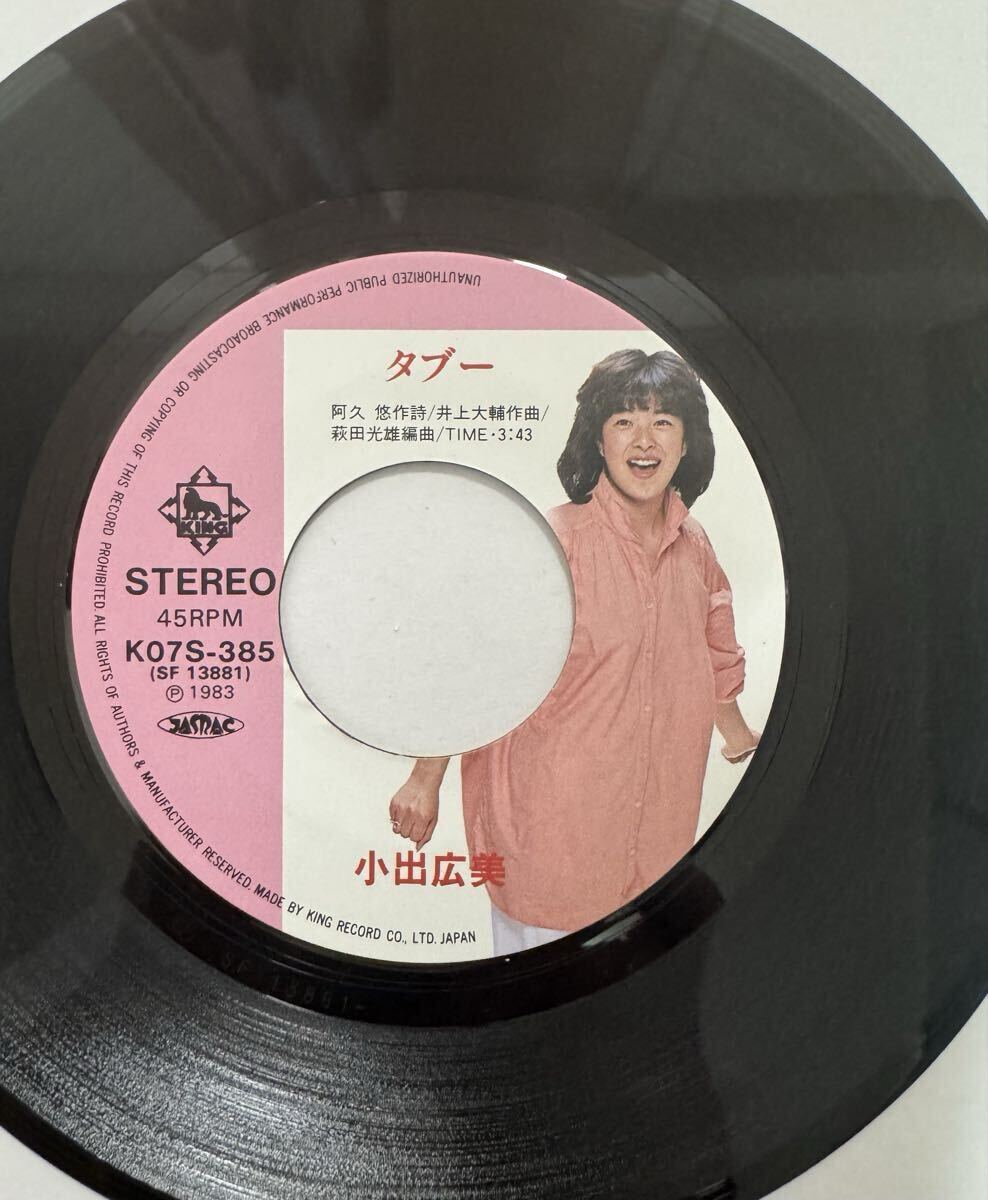 タブー
阿久 悠作詩/井上大輔作曲/
萩田光雄編曲/TIME・3:43
KING
STEREO
45RPM
K07S-385
(SF 13881)
Ⓟ 1983
JASRAC
小出広美
UNAUTHORIZED PUBLIC PERFORMANCE BROADCASTING OR COPYING OF THIS RECORD PROHIBITED. ALL RIGHTS OF AUTHORS & MANUFACTURER RESERVED. MADE BY KING RECORD CO., LTD. JAPAN
SF 13881-